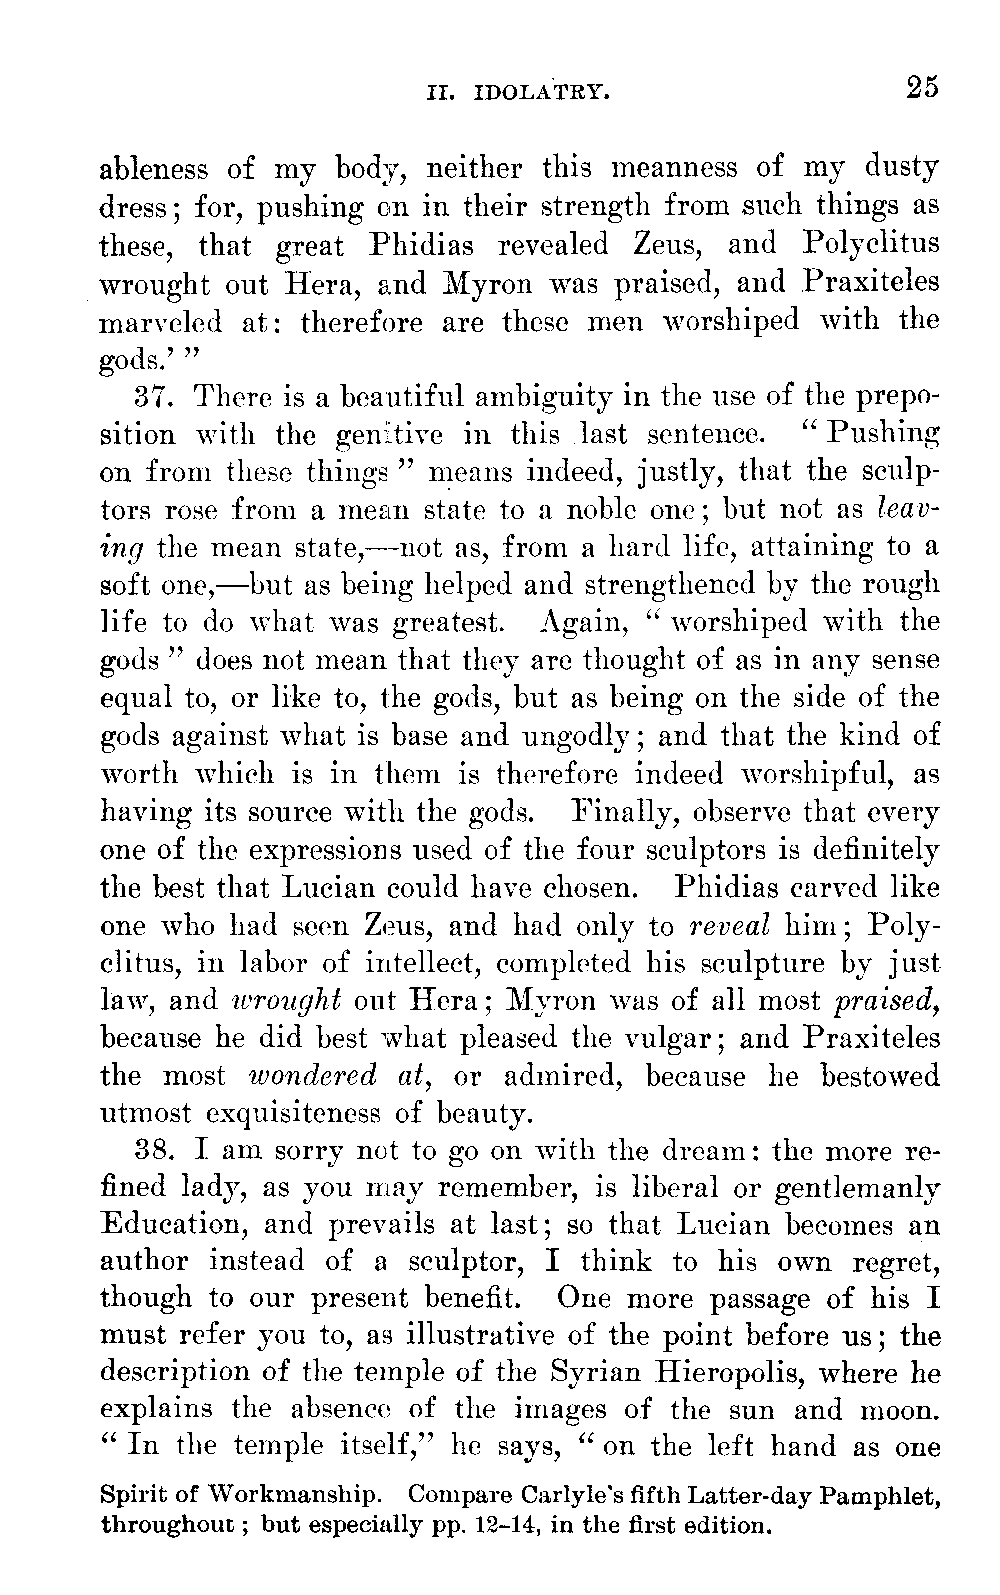 II. IDOLATRY. 25
ableness of my body, neither this meanness of my dusty
dress; for, pushing on in their strength from such things as
these, that great Phidias revealed Zeus, and Polyclitus
wrought out Hera, and Myron was praised, and Praxiteles
marveled at: therefore are these men worshiped with the
gods.’ ”
37. There is a beautiful ambiguity in the use of the prepo-
sition with the genitive in this last sentence. “ Pushing
on from these things ” means indeed, justly, that the sculp-
tors rose from a mean state to a noble one; but not as leav-
ing the mean state,—not as, from a hard life, attaining to a
soft one,—but as being helped and strengthened by the rough
life to do what was greatest. Again, “ worshiped with the
gods ” does not mean that they are thought of as in any sense
equal to, or like to, the gods, but as being on the side of the
gods against what is base and ungodly; and that the kind of
worth which is in them is therefore indeed worshipful, as
having its source with the gods. Finally, observe that every
one of the expressions used of the four sculptors is definitely
the best that Lucian could have chosen. Phidias carved like
one who had seen Zeus, and had only to reveal him; Poly-
clitus, in labor of intellect, completed his sculpture by just
law, and wrought out Hera; Myron was of all most praised,
because he did best what pleased the vulgar; and Praxiteles
the most wondered at, or admired, because he bestowed
utmost exquisiteness of beauty.
38. I am sorry not to go on with the dream: the more re-
fined lady, as you may remember, is liberal or gentlemanly
Education, and prevails at last; so that Lucian becomes an
author instead of a sculptor, I think to his own regret,
though to our present benefit. One more passage of his I
must refer you to, as illustrative of the point before us; the
description of the temple of the Syrian Hieropolis, where he
explains the absence of the images of the sun and moon.
“ In the temple itself,” he says, “ on the left hand as one
Spirit of Workmanship. Compare Carlyle's fifth Latter-day Pamphlet,
throughout ; but especially pp. 12–14, in the first edition.